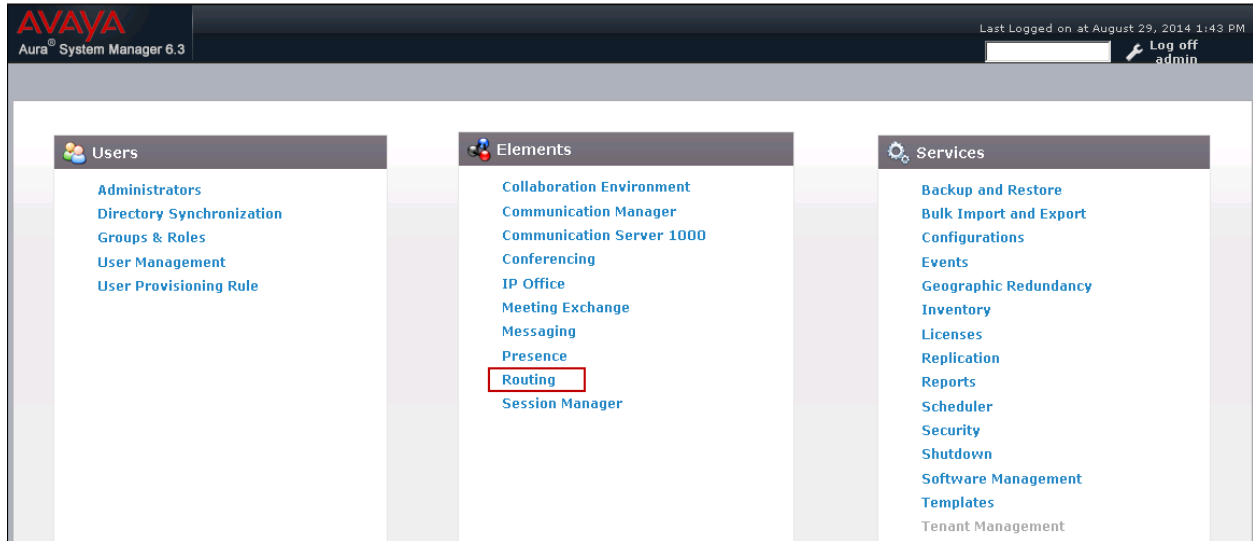 AVAYA
Aura® System Manager 6.3
Last Logged on at August 29, 2014 1:43 PM
Log off
admin
Users
Administrators
Directory Synchronization
Groups & Roles
User Management
User Provisioning Rule
Elements
Collaboration Environment
Communication Manager
Communication Server 1000
Conferencing
IP Office
Meeting Exchange
Messaging
Presence
Routing
Session Manager
Services
Backup and Restore
Bulk Import and Export
Configurations
Events
Geographic Redundancy
Inventory
Licenses
Replication
Reports
Scheduler
Security
Shutdown
Software Management
Templates
Tenant Management